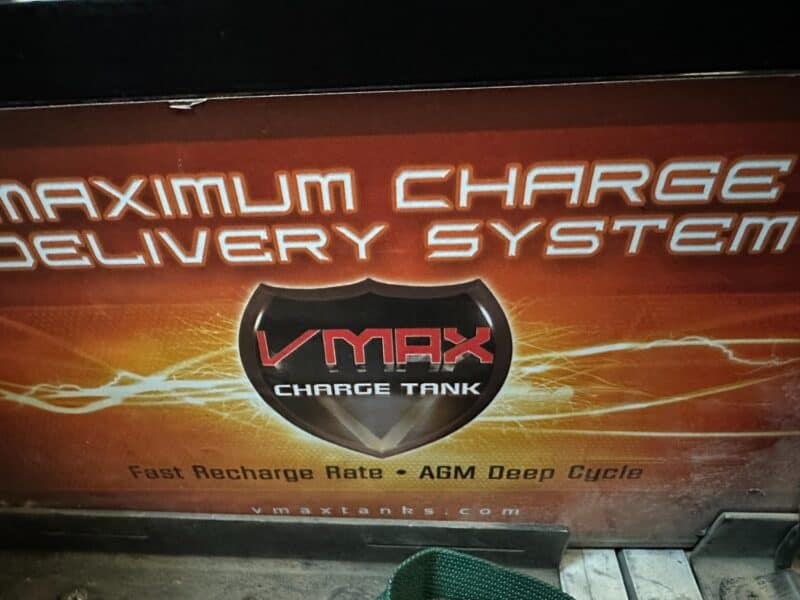 MAXIMUM CHARGE
DELIVERY SYSTEM
VMAX
CHARGE TANK
Fast Recharge Rate • AGM Deep Cycle
vmaxtanks.com